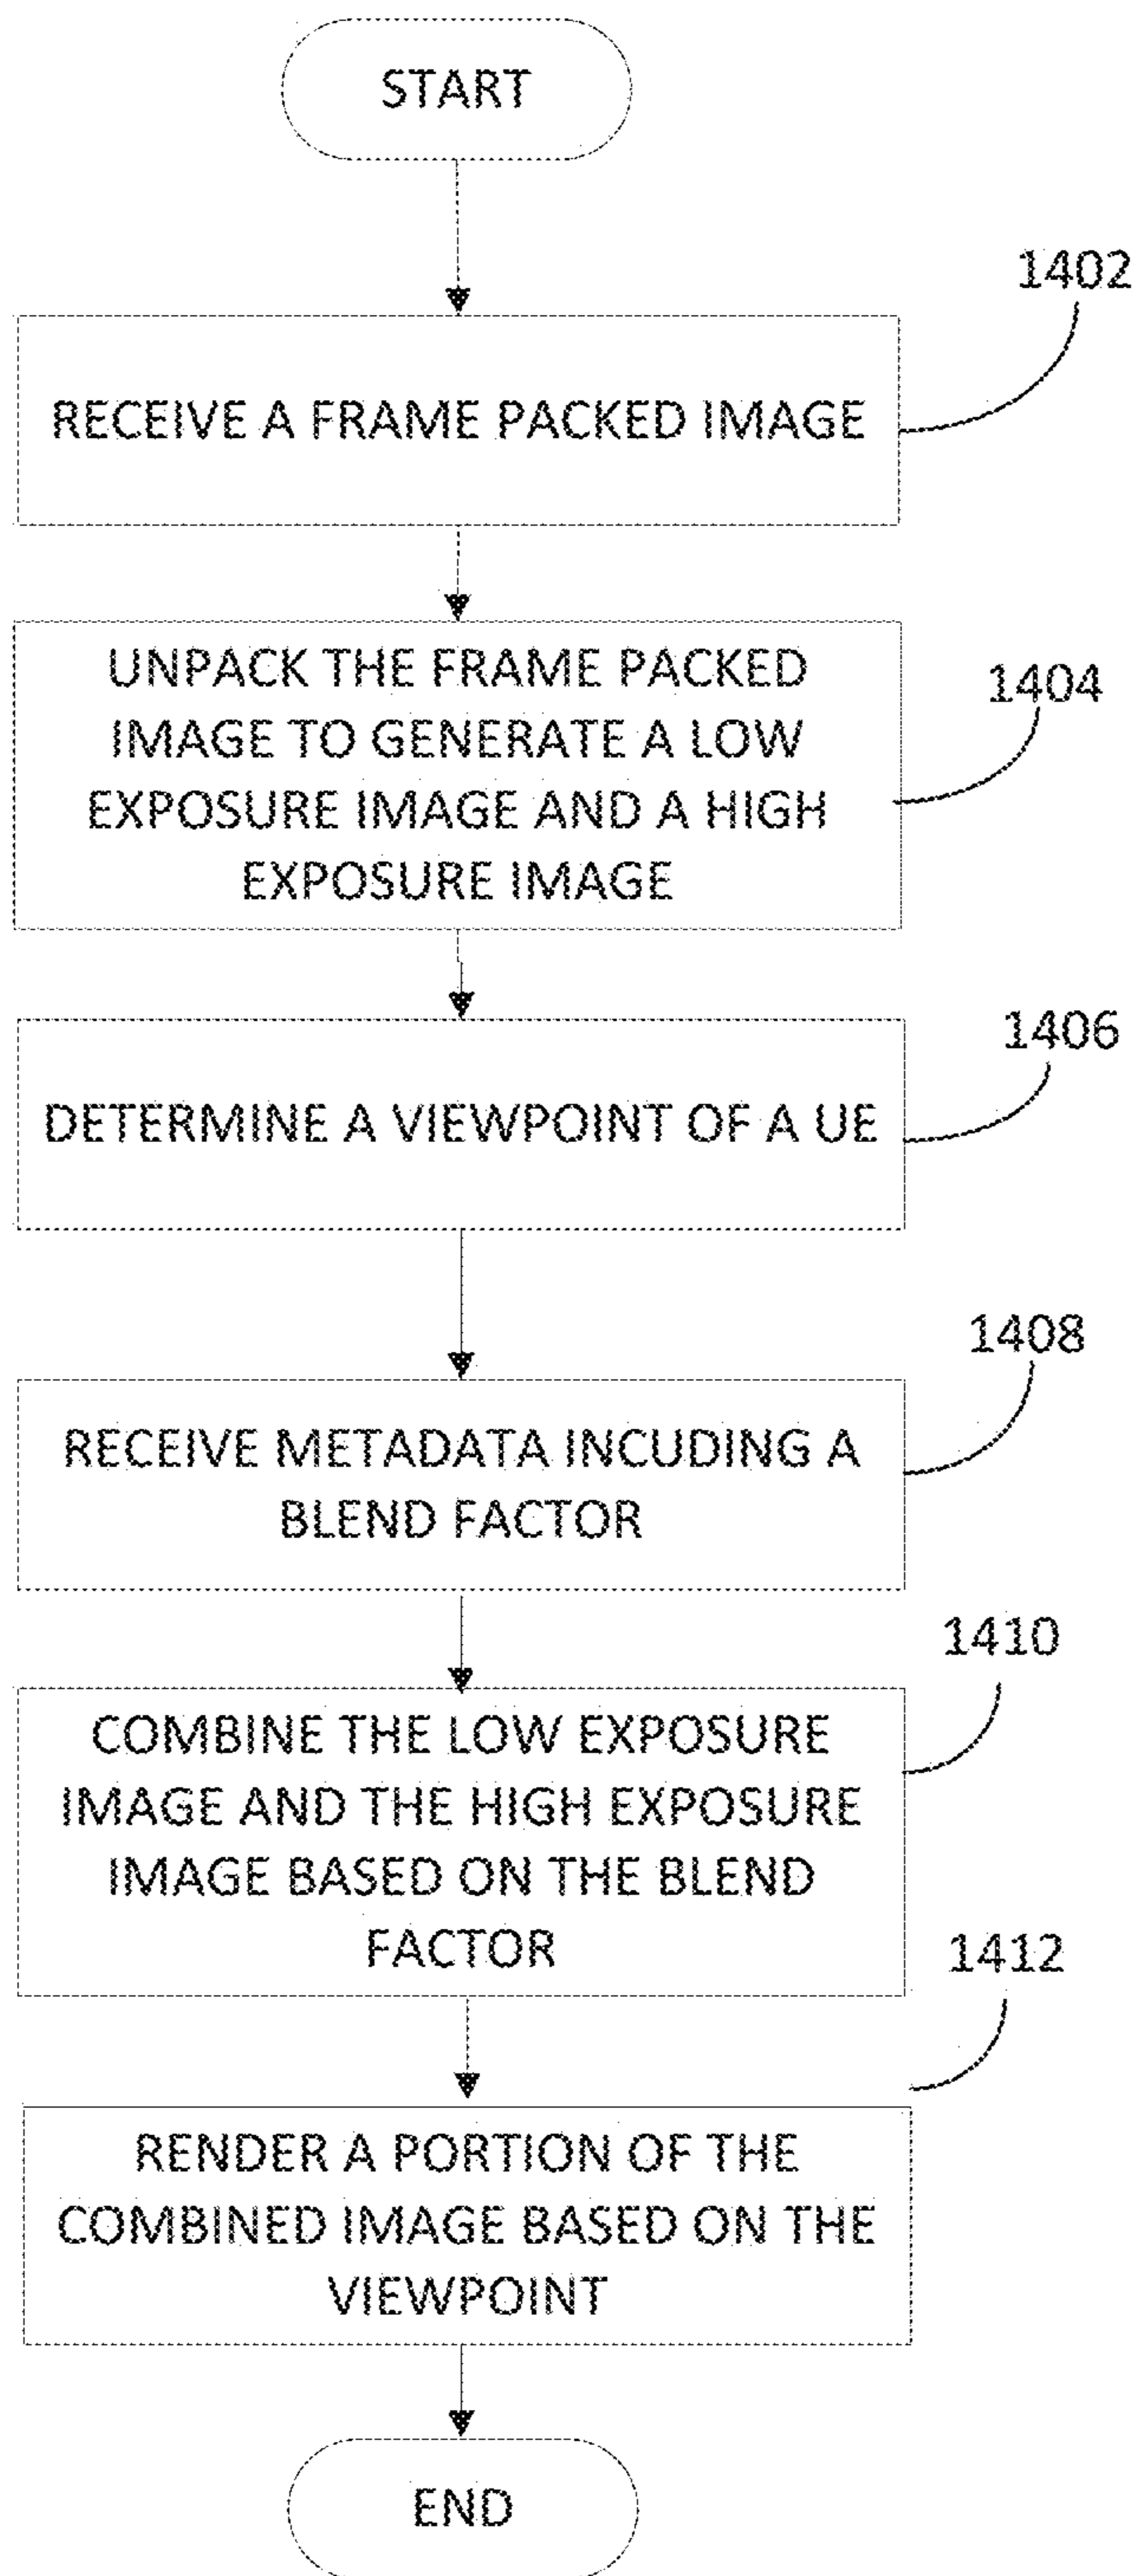 START
1402
RECEIVE A FRAME PACKED IMAGE
1404
UNPACK THE FRAME PACKED
IMAGE TO GENERATE A LOW
EXPOSURE IMAGE AND A HIGH
EXPOSURE IMAGE
1406
DETERMINE A VIEWPOINT OF A UE
1408
RECEIVE METADATA INCUDING A
BLEND FACTOR
1410
COMBINE THE LOW EXPOSURE
IMAGE AND THE HIGH EXPOSURE
IMAGE BASED ON THE BLEND
FACTOR
1412
RENDER A PORTION OF THE
COMBINED IMAGE BASED ON THE
VIEWPOINT
END